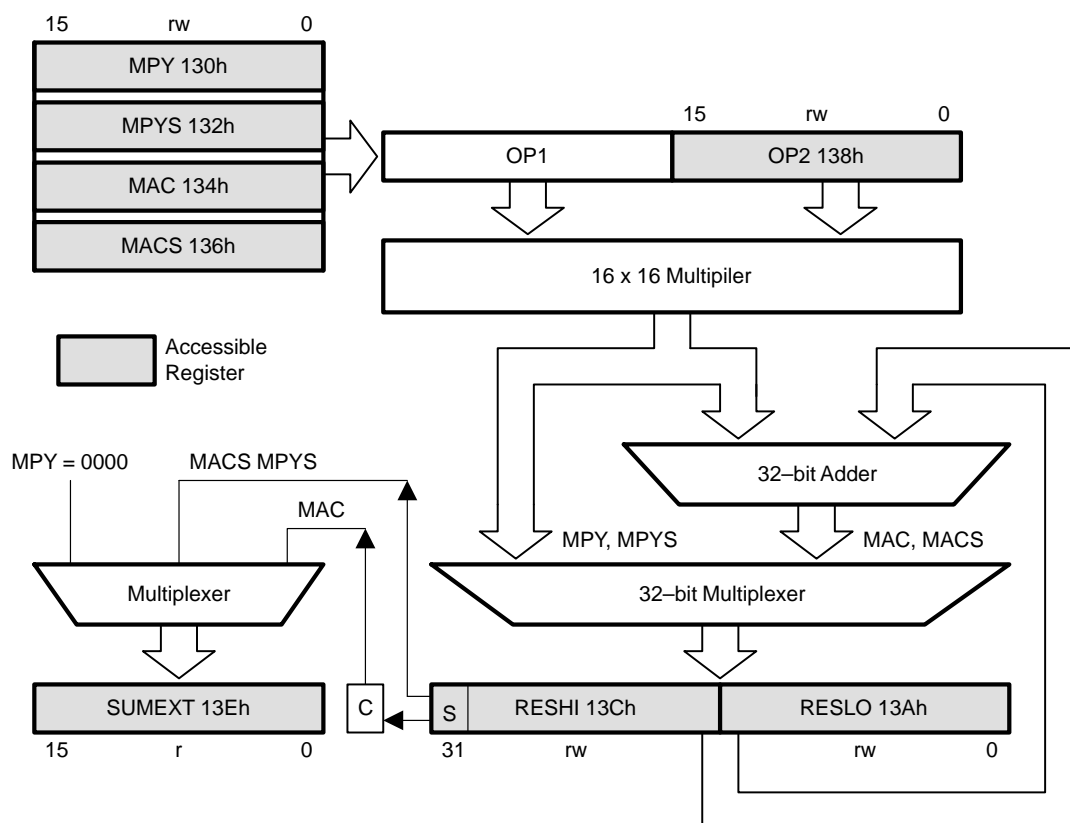 15 rw 0
MPY 130h
MPYS 132h
MAC 134h
MACS 136h
15 rw 0
OP1 OP2 138h
16 x 16 Multipiler
Accessible
Register
32–bit Adder
MPY = 0000 MACS MPYS
MAC
MPY, MPYS MAC, MACS
Multiplexer
32–bit Multiplexer
SUMEXT 13Eh
C
S RESHI 13Ch RESLO 13Ah
15 r 0
31 rw rw 0